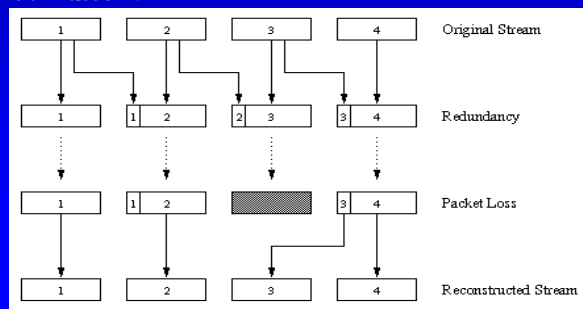 1 2 3 4 Original Stream
1 1 2 2 3 3 4 Redundancy
1 1 2 3 4 Packet Loss
1 2 3 4 Reconstructed Stream